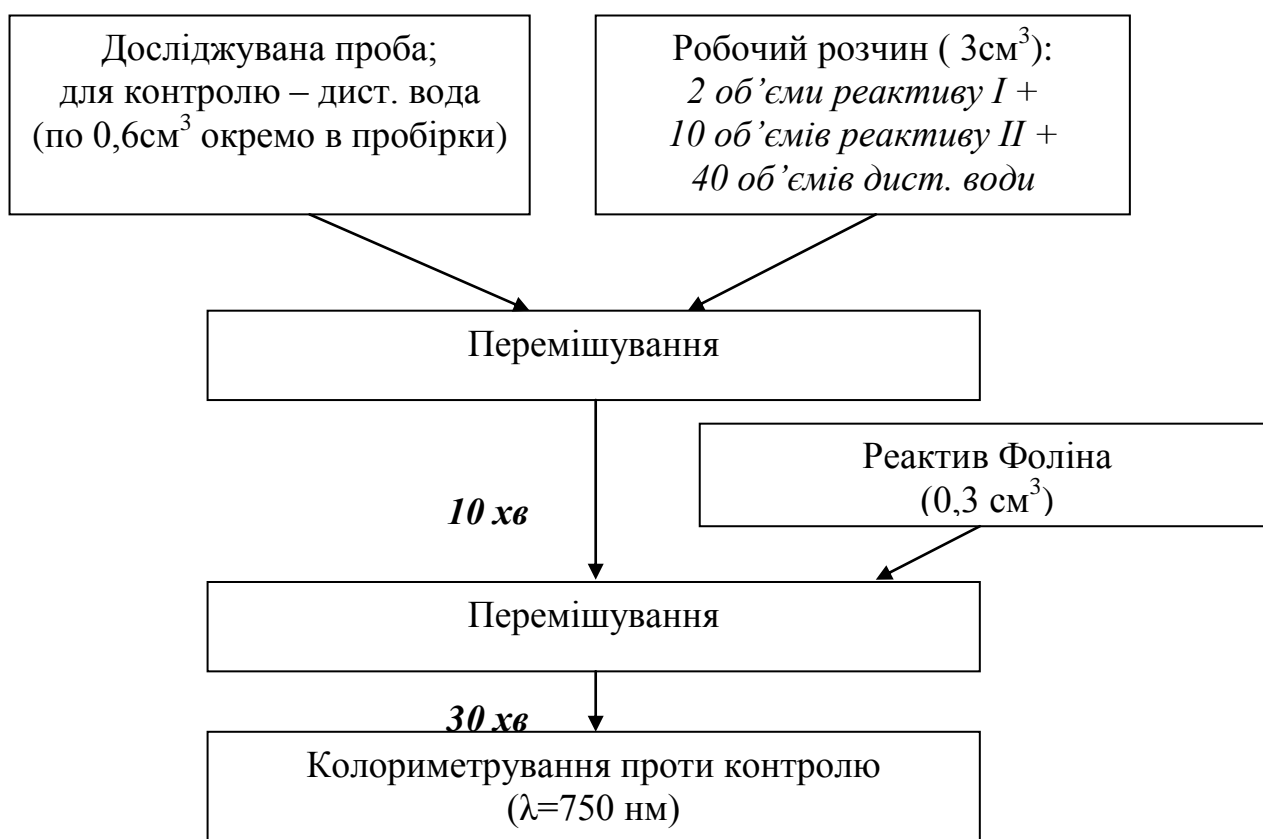 Досліджувана проба;
для контролю – дист. вода
(по 0,6см³ окремо в пробірки)
Робочий розчин ( 3см³):
2 об’єми реактиву I +
10 об’ємів реактиву II +
40 об’ємів дист. води
Перемішування
10 хв
Реактив Фоліна
(0,3 см³)
Перемішування
30 хв
Колориметрування проти контролю
(λ=750 нм)